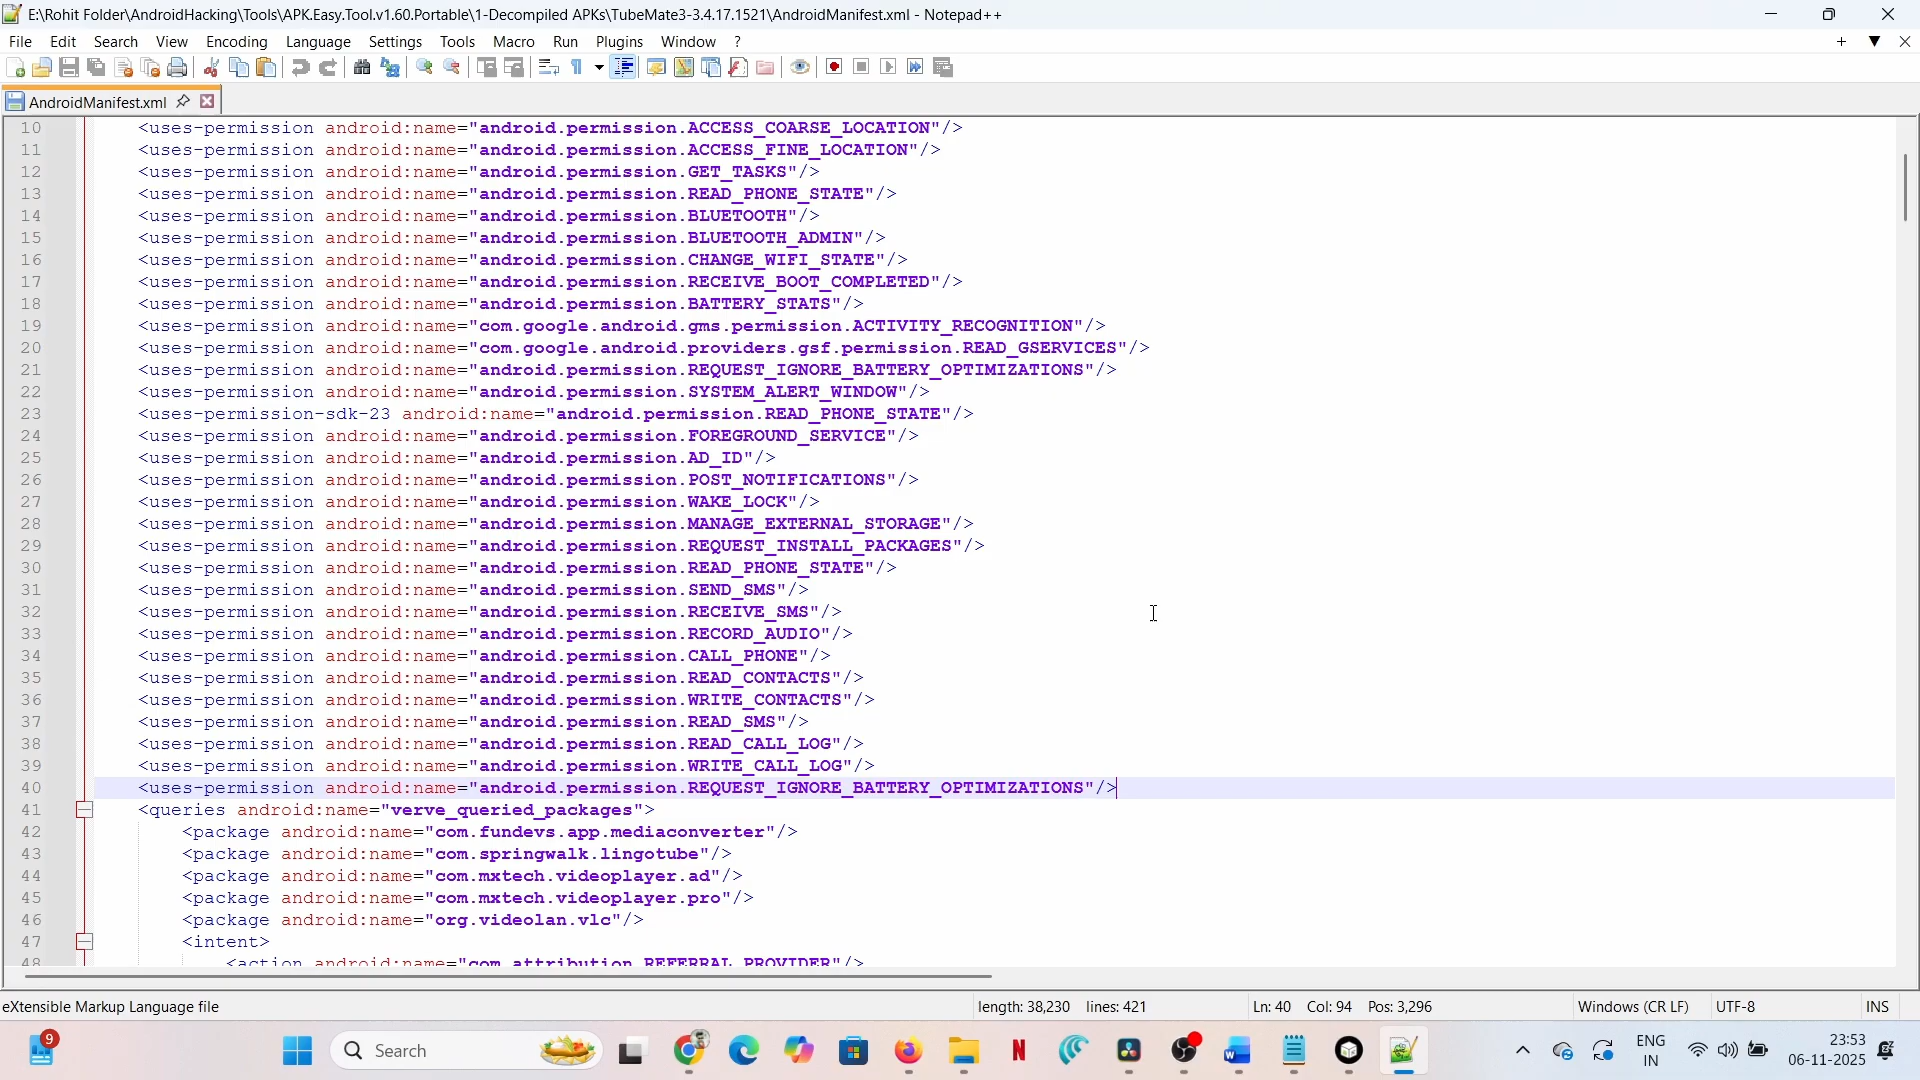 E:\Rohit Folder\AndroidHacking\Tools\APK.Easy.Tool.v1.60.Portable\1-Decompiled APKs\TubeMate3-3.4.17.1521\AndroidManifest.xml - Notepad++
File Edit Search View Encoding Language Settings Tools Macro Run Plugins Window ?
AndroidManifest.xml
10 <uses-permission android:name="android.permission.ACCESS_COARSE_LOCATION"/>
11 <uses-permission android:name="android.permission.ACCESS_FINE_LOCATION"/>
12 <uses-permission android:name="android.permission.GET_TASKS"/>
13 <uses-permission android:name="android.permission.READ_PHONE_STATE"/>
14 <uses-permission android:name="android.permission.BLUETOOTH"/>
15 <uses-permission android:name="android.permission.BLUETOOTH_ADMIN"/>
16 <uses-permission android:name="android.permission.CHANGE_WIFI_STATE"/>
17 <uses-permission android:name="android.permission.RECEIVE_BOOT_COMPLETED"/>
18 <uses-permission android:name="android.permission.BATTERY_STATS"/>
19 <uses-permission android:name="com.google.android.gms.permission.ACTIVITY_RECOGNITION"/>
20 <uses-permission android:name="com.google.android.providers.gsf.permission.READ_GSERVICES"/>
21 <uses-permission android:name="android.permission.REQUEST_IGNORE_BATTERY_OPTIMIZATIONS"/>
22 <uses-permission android:name="android.permission.SYSTEM_ALERT_WINDOW"/>
23 <uses-permission-sdk-23 android:name="android.permission.READ_PHONE_STATE"/>
24 <uses-permission android:name="android.permission.FOREGROUND_SERVICE"/>
25 <uses-permission android:name="android.permission.AD_ID"/>
26 <uses-permission android:name="android.permission.POST_NOTIFICATIONS"/>
27 <uses-permission android:name="android.permission.WAKE_LOCK"/>
28 <uses-permission android:name="android.permission.MANAGE_EXTERNAL_STORAGE"/>
29 <uses-permission android:name="android.permission.REQUEST_INSTALL_PACKAGES"/>
30 <uses-permission android:name="android.permission.READ_PHONE_STATE"/>
31 <uses-permission android:name="android.permission.SEND_SMS"/>
32 <uses-permission android:name="android.permission.RECEIVE_SMS"/>
33 <uses-permission android:name="android.permission.RECORD_AUDIO"/>
34 <uses-permission android:name="android.permission.CALL_PHONE"/>
35 <uses-permission android:name="android.permission.READ_CONTACTS"/>
36 <uses-permission android:name="android.permission.WRITE_CONTACTS"/>
37 <uses-permission android:name="android.permission.READ_SMS"/>
38 <uses-permission android:name="android.permission.READ_CALL_LOG"/>
39 <uses-permission android:name="android.permission.WRITE_CALL_LOG"/>
40 <uses-permission android:name="android.permission.REQUEST_IGNORE_BATTERY_OPTIMIZATIONS"/>
41 <queries android:name="verve_queried_packages">
42 <package android:name="com.fundevs.app.mediaconverter"/>
43 <package android:name="com.springwalk.lingotube"/>
44 <package android:name="com.mxtech.videoplayer.ad"/>
45 <package android:name="com.mxtech.videoplayer.pro"/>
46 <package android:name="org.videolan.vlc"/>
47 <intent>
48 <action android:name="com.attribution.REFERRAL_PROVIDER"/>
eXtensible Markup Language file length: 38,230 lines: 421 Ln: 40 Col: 94 Pos: 3,296 Windows (CR LF) UTF-8 INS
9
Search
ENG
IN
23:53
06-11-2025